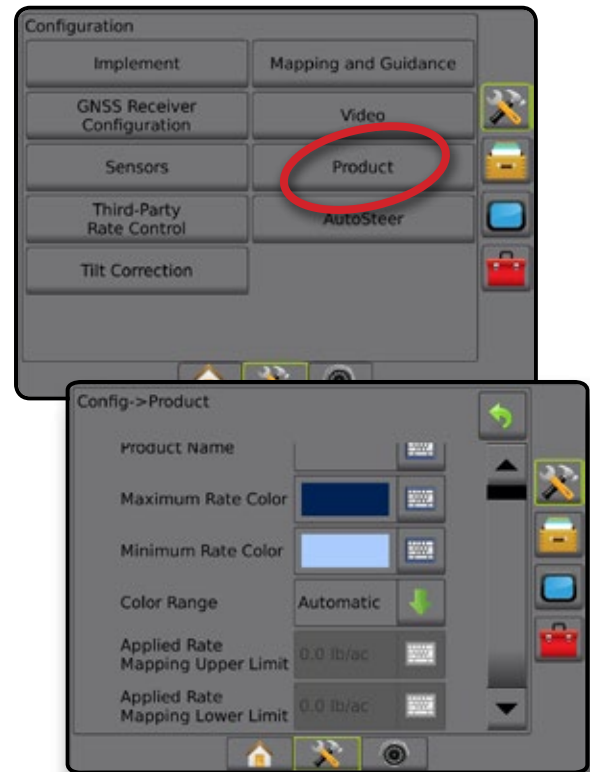 Configuration
Implement
Mapping and Guidance
GNSS Receiver
Configuration
Video
Sensors
Product
Third-Party
Rate Control
AutoSteer
Tilt Correction
Config->Product
Product Name
Maximum Rate Color
Minimum Rate Color
Color Range
Automatic
Applied Rate
Mapping Upper Limit
0.0 lb/ac
Applied Rate
Mapping Lower Limit
0.0 lb/ac